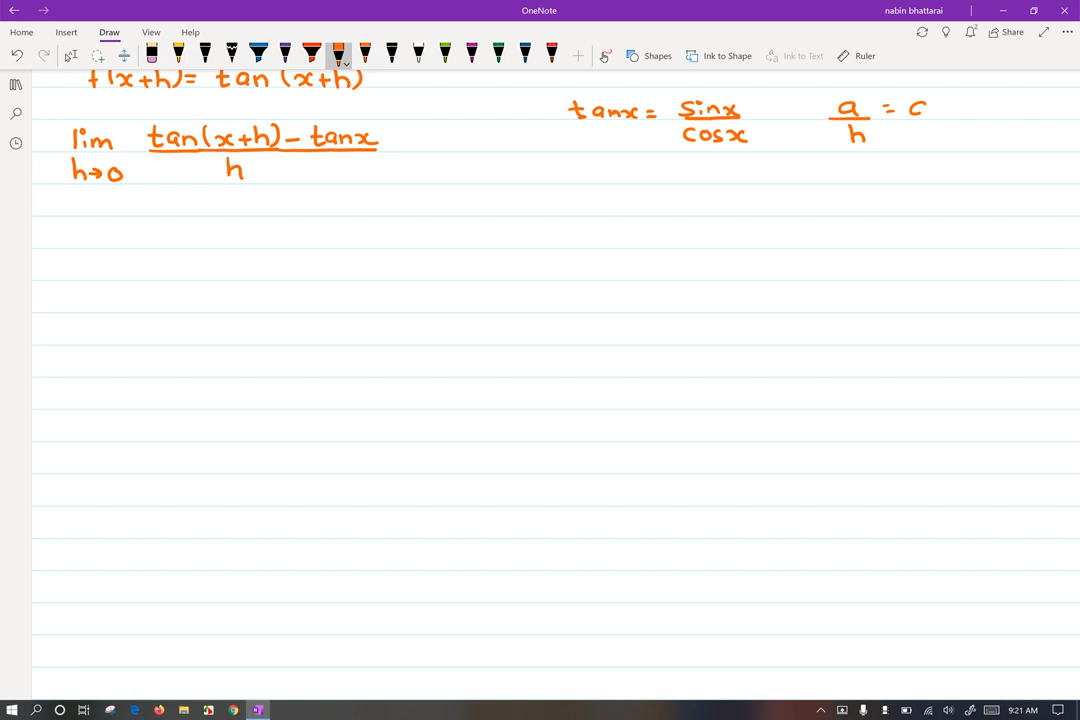 OneNote
nabin bhattarai
Home Insert Draw View Help
Share
Shapes Ink to Shape Ink to Text Ruler
f(x+h)= tan (x+h)
tanx = sinx/cosx a/h = c
lim h→0 (tan(x+h) - tanx)/h
9:21 AM